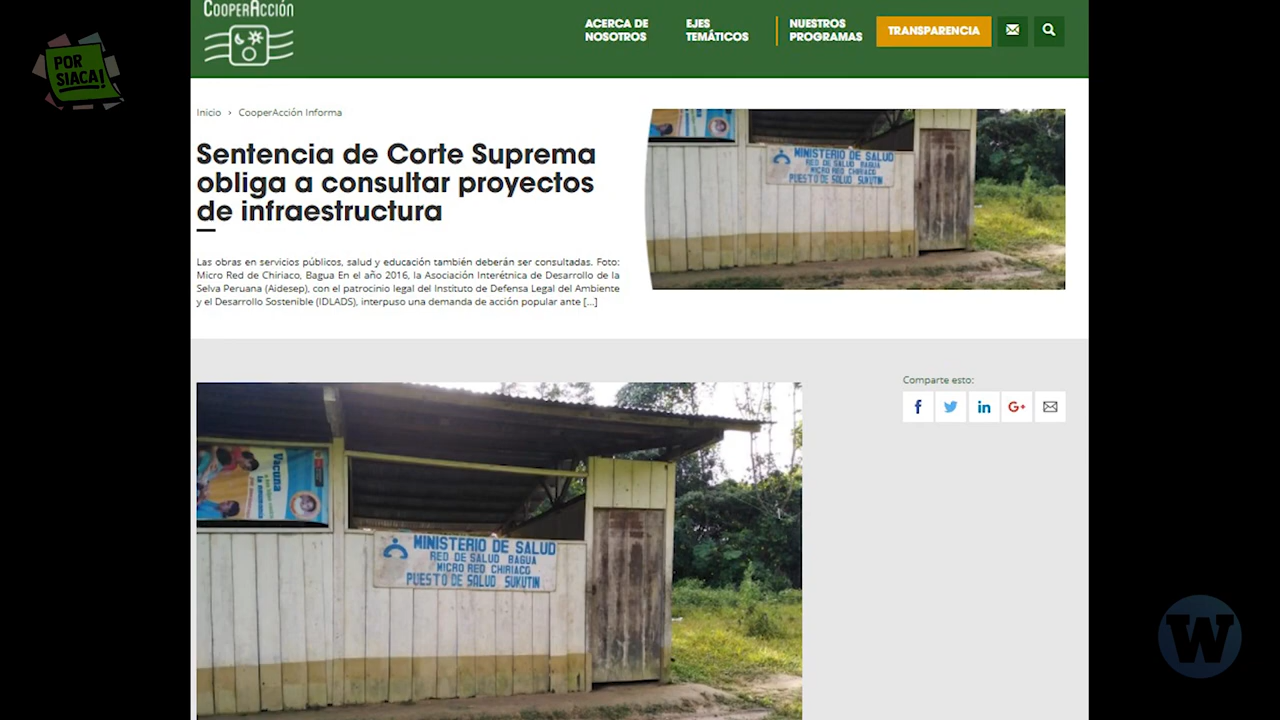 CooperAcción
POR
SIACA!
ACERCA DE
NOSOTROS
EJES
TEMÁTICOS
NUESTROS
PROGRAMAS
TRANSPARENCIA
Inicio › CooperAcción Informa
Sentencia de Corte Suprema
obliga a consultar proyectos
de infraestructura
Las obras en servicios públicos, salud y educación también deberán ser consultadas. Foto:
Micro Red de Chiriaco, Bagua En el año 2016, la Asociación Interétnica de Desarrollo de la
Selva Peruana (Aidesep), con el patrocinio legal del Instituto de Defensa Legal del Ambiente
y el Desarrollo Sostenible (IDLADS), interpuso una demanda de acción popular ante [...]
MINISTERIO DE SALUD
RED DE SALUD BAGUA
MICRO RED CHIRIACO
PUESTO DE SALUD SUKUTIN
Comparte esto:
f
in
G+
Vacuna
MINISTERIO DE SALUD
RED DE SALUD BAGUA
MICRO RED CHIRIACO
PUESTO DE SALUD SUKUTIN
W